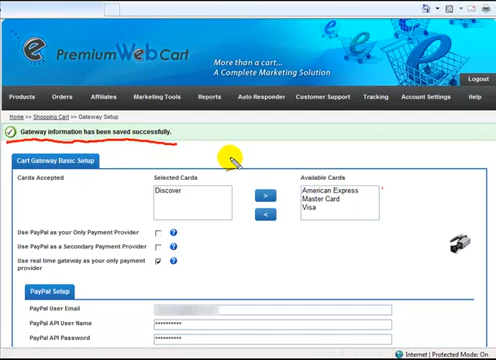 e PremiumWebCart
More than a cart...
A Complete Marketing Solution
Logout
Products Orders Affiliates Marketing Tools Reports Auto Responder Customer Support Tracking Account Settings Help
Home >> Shopping Cart >> Gateway Setup
Gateway information has been saved successfully.
Cart Gateway Basic Setup
Cards Accepted Selected Cards Available Cards
Discover > American Express *
Master Card
< Visa
Use PayPal as your Only Payment Provider ?
Use PayPal as a Secondary Payment Provider ?
Use real time gateway as your only payment ?
provider
PayPal Setup
PayPal User Email
PayPal API User Name **********
PayPal API Password **********
Internet | Protected Mode: On